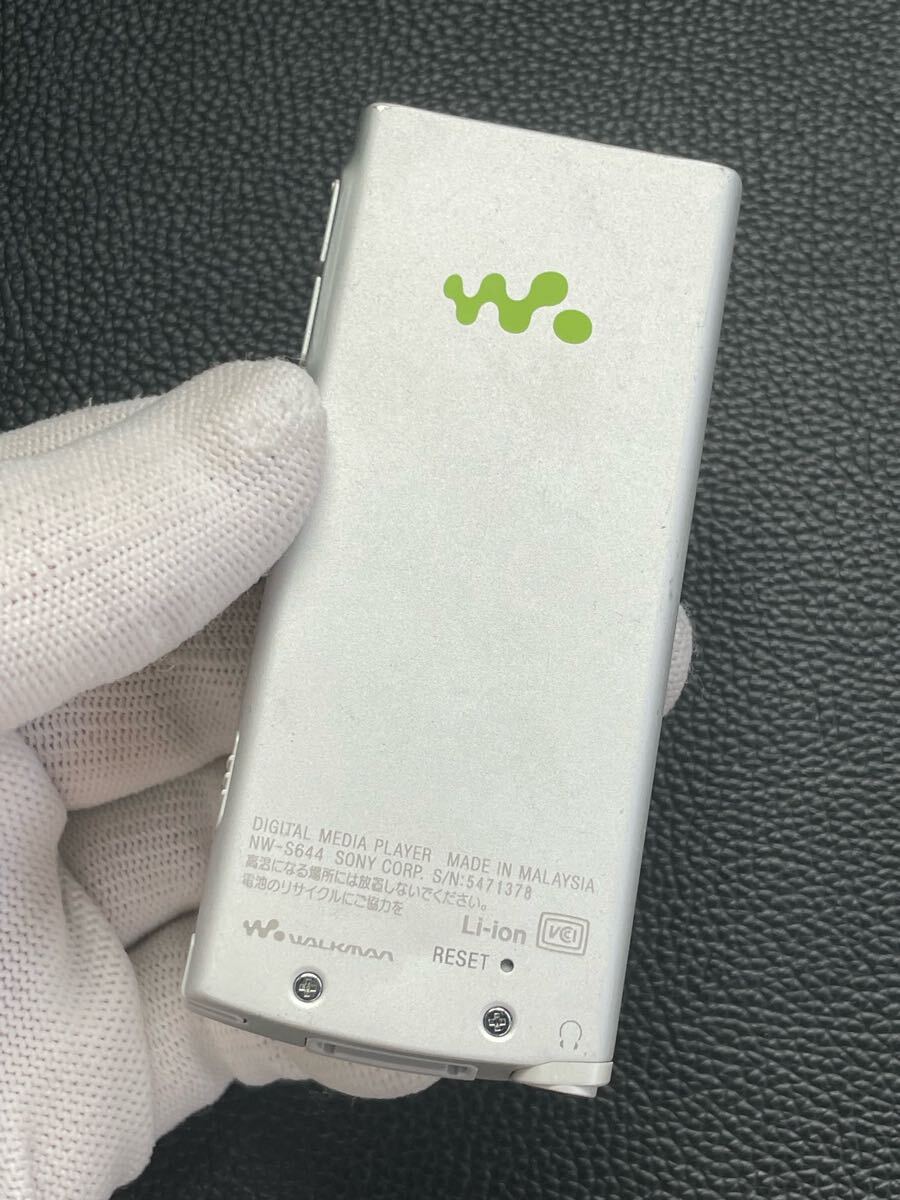 DIGITAL MEDIA PLAYER MADE IN MALAYSIA
NW-S644 SONY CORP. S/N:5471378
高温になる場所には放置しないでください。
電池のリサイクルにご協力を
Li-ion VCCI
WALKMAN
RESET